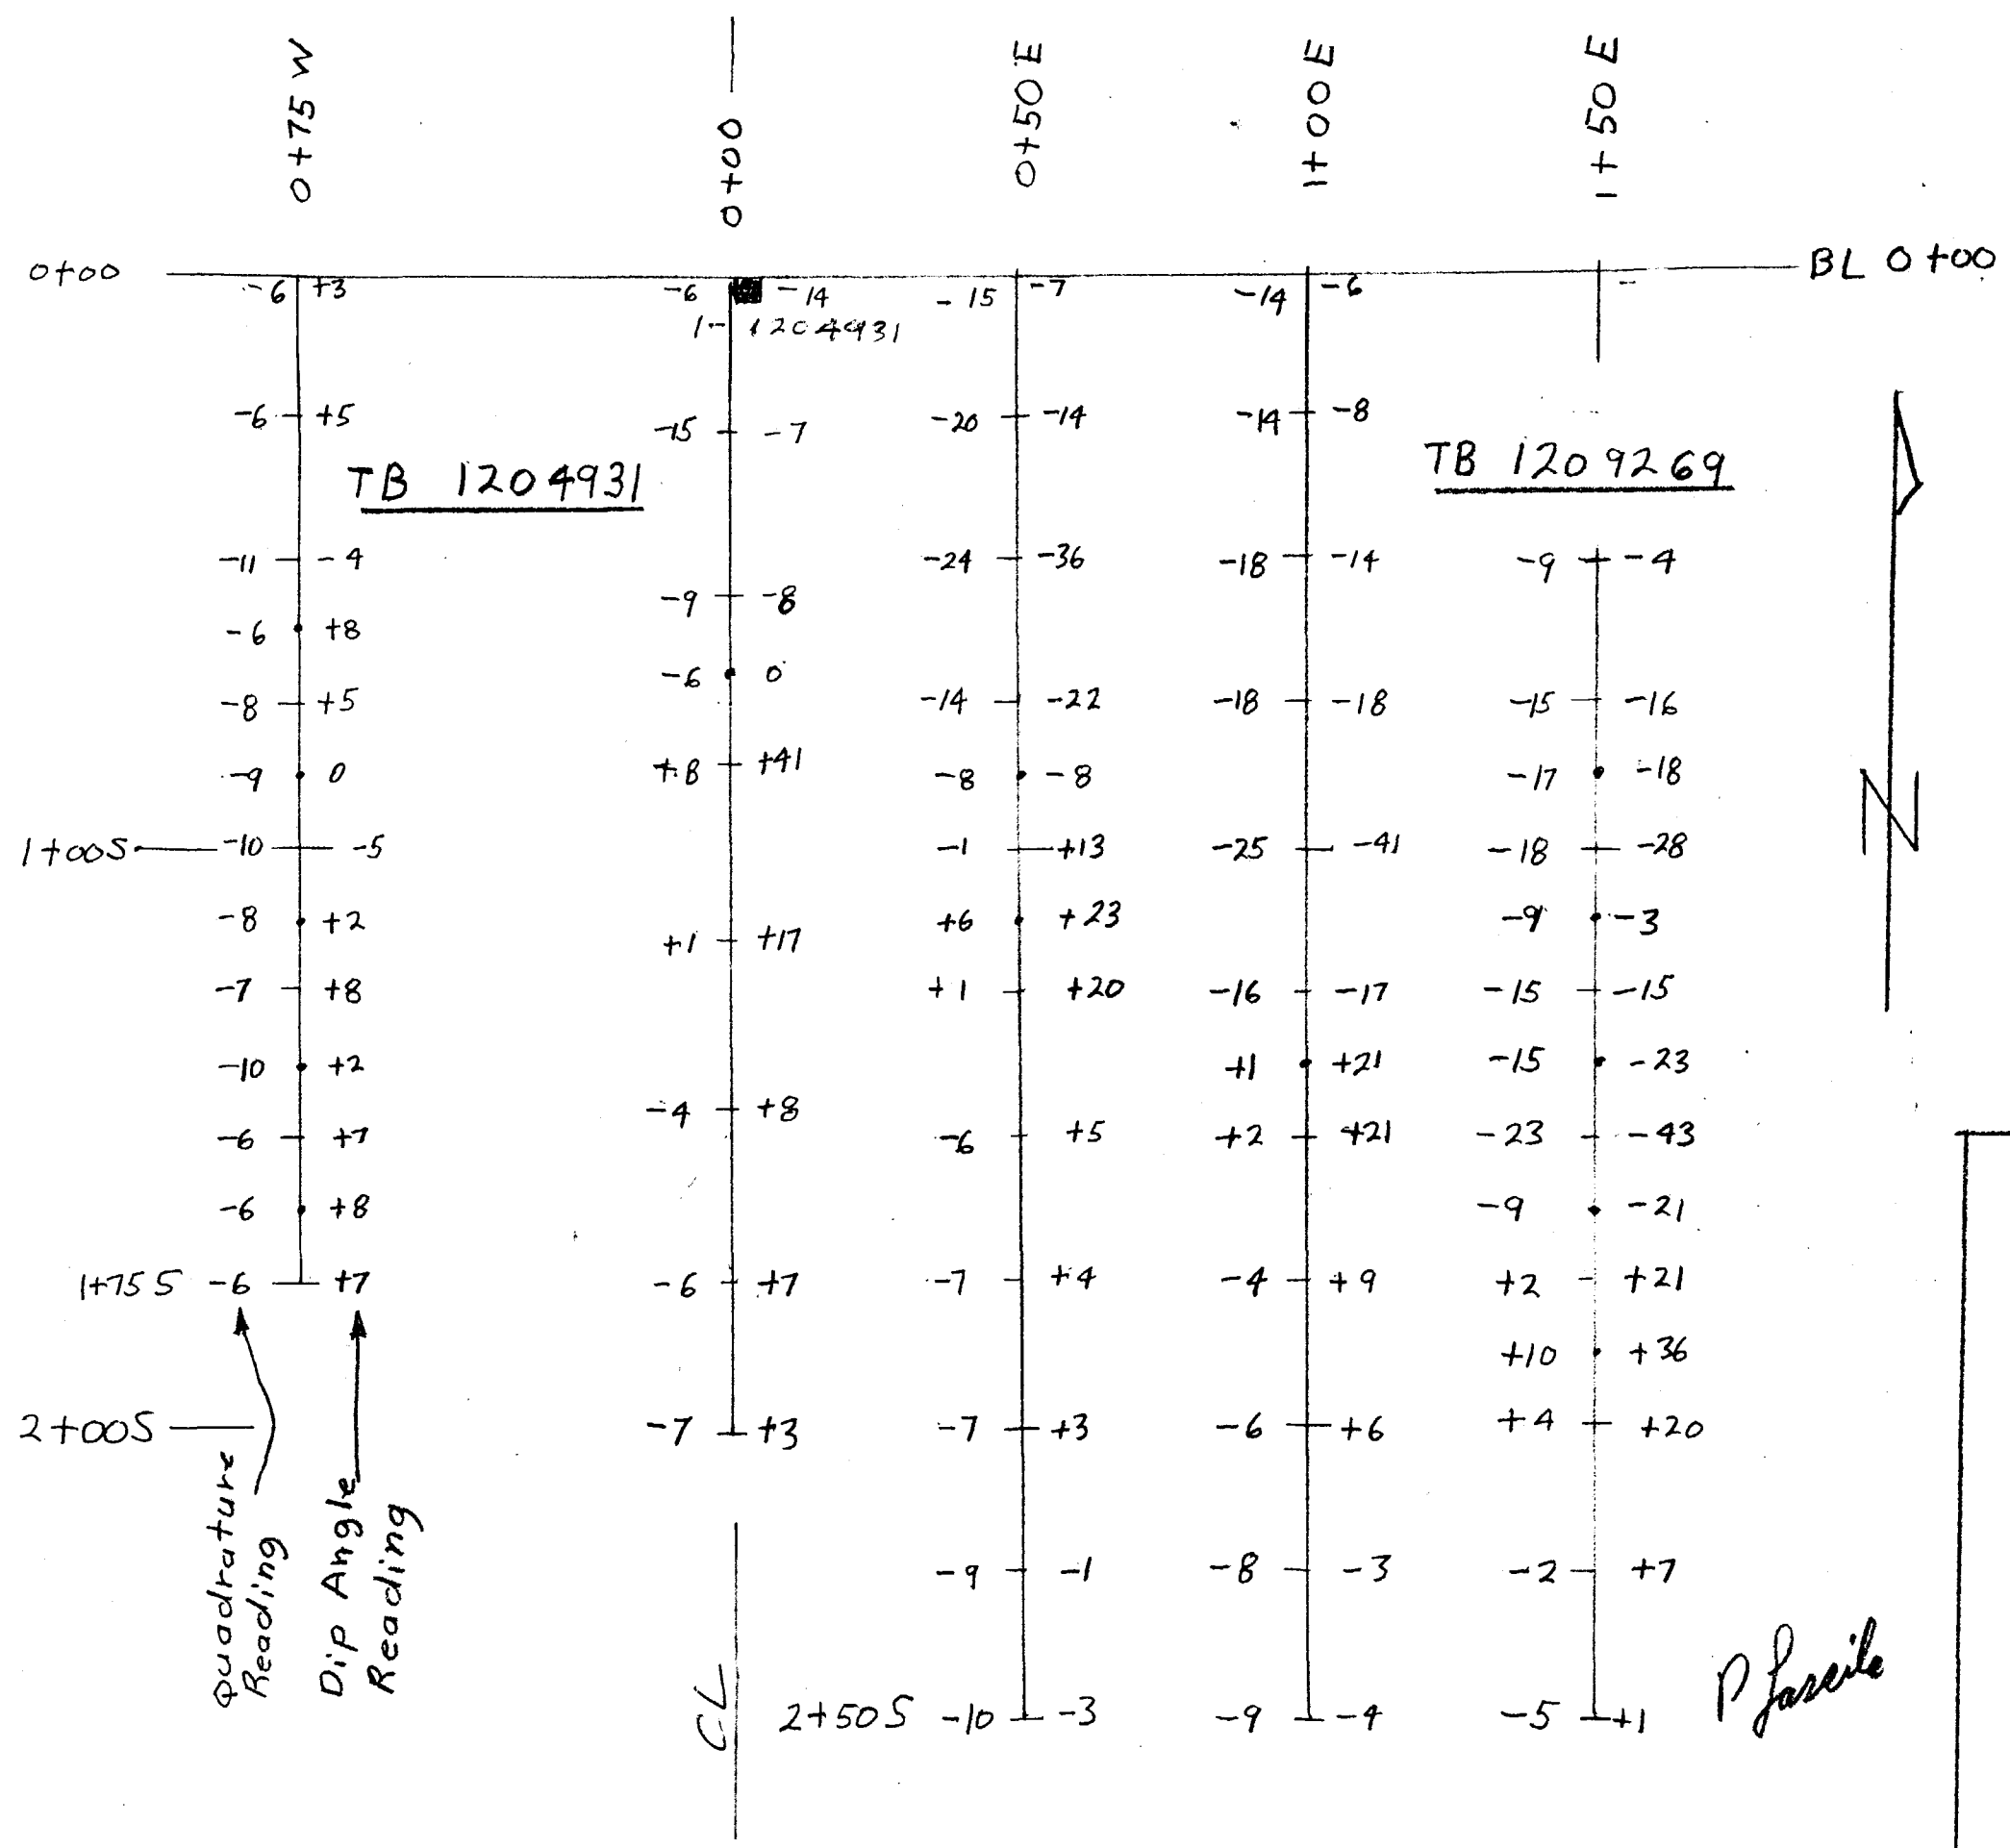 0+75 W
0+00
0+50 E
1+00 E
1+50 E
0+00
BL 0+00
-6 +3 -6 -14 -15 -7 -14 -6 -
1- 1204931
-6 +5 -15 -7 -20 -14 -14 -8
TB 1204931
TB 1209269
-11 -4 -9 -8 -24 -36 -18 -14 -9 -4
-6 +8
-6 0
-8 +5 -14 -22 -18 -18 -15 -16
-9 0 +8 +41 -8 -8 -17 -18
N
1+00S -10 -5 -1 +13 -25 -41 -18 -28
-8 +2 +1 +17 +6 +23 -9 -3
-7 +8 +1 +20 -16 -17 -15 -15
-10 +2 +1 +21 -15 -23
-4 +8
-6 +7 -6 +5 +2 +21 -23 -43
-6 +8 -9 -21
1+75 S -6 +7 -6 +7 -7 +4 -4 +9 +2 +21
+10 +36
2+00S -7 +3 -7 +3 -6 +6 +4 +20
Quadrature
Reading
Dip Angle
Reading
-9 -1 -8 -3 -2 +7
CL
2+50S -10 -3 -9 -4 -5 +1